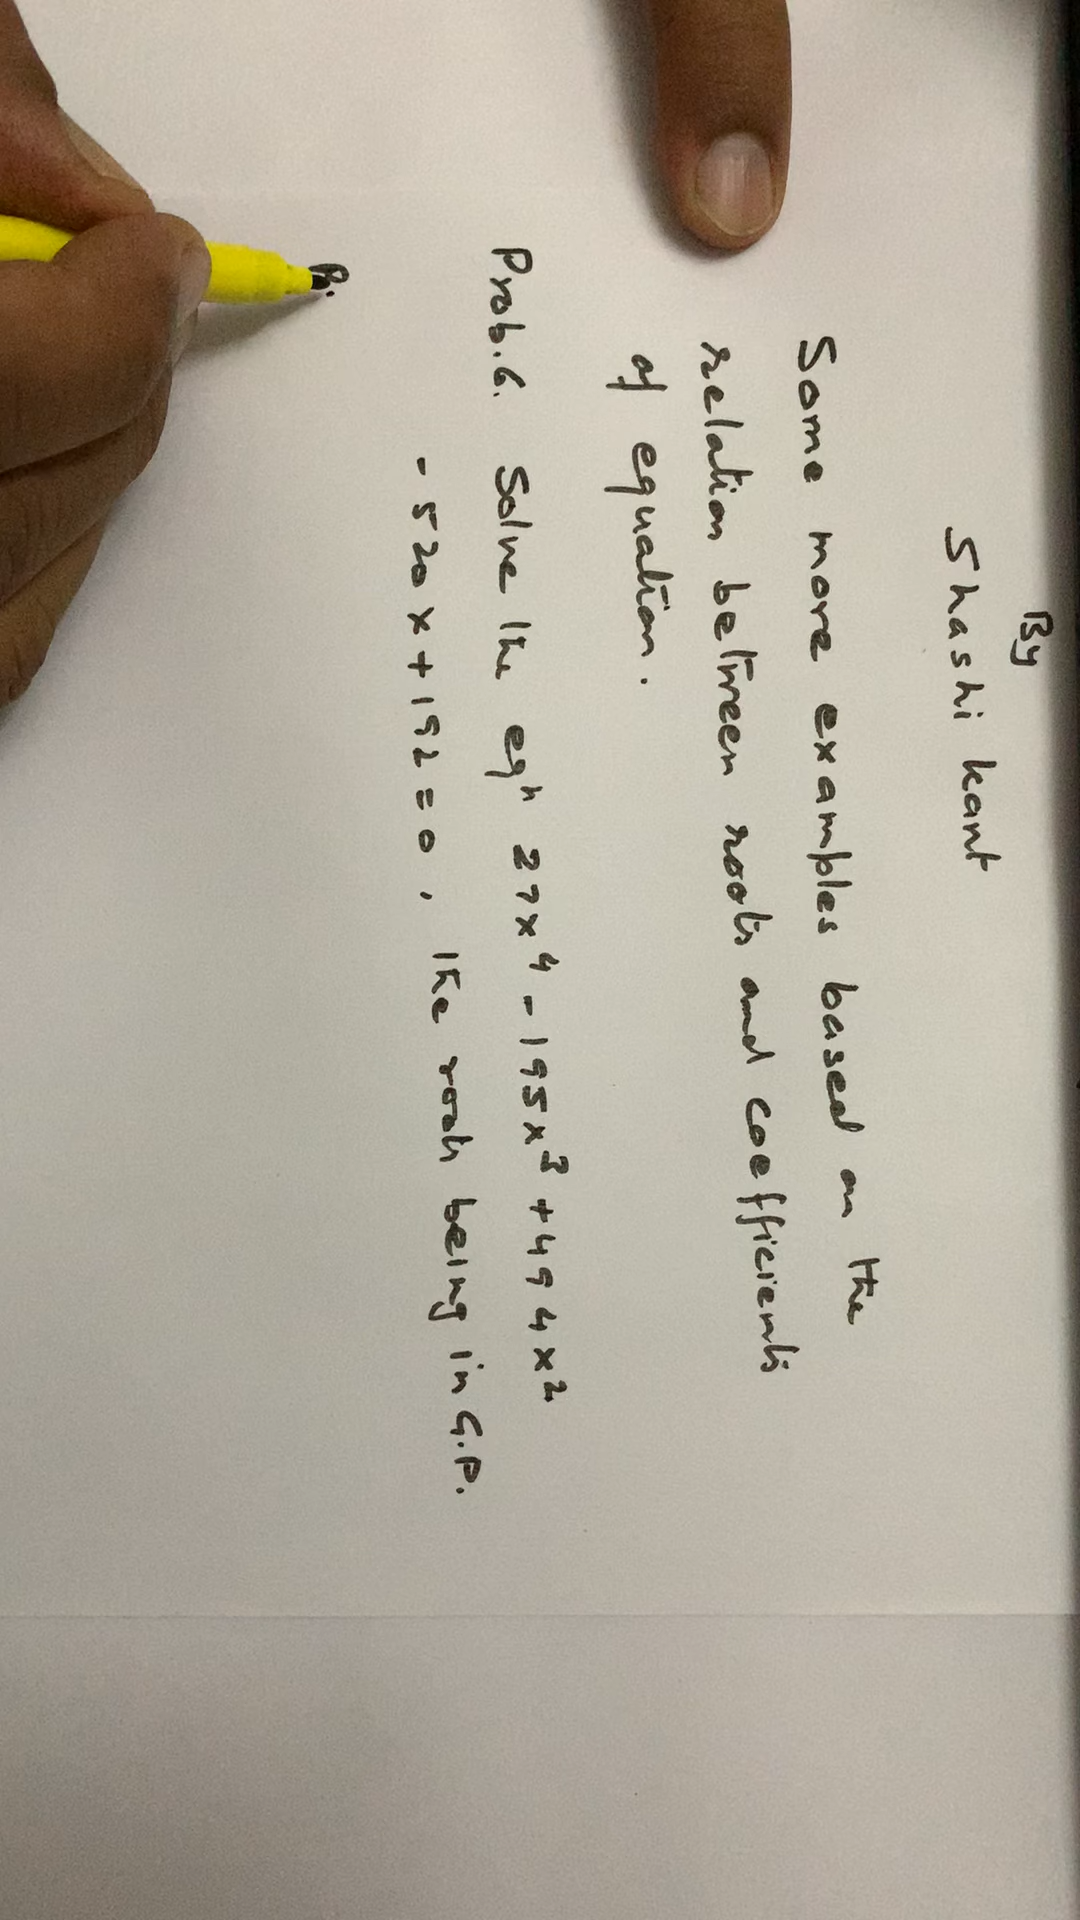 By
Shashi kant
Some more examples based on the
relation between roots and coefficients
of equation.
Prob.6. Solve the eqⁿ 27x⁴ - 195x³ + 494x²
- 520x + 192 = 0, the roots being in G.P.